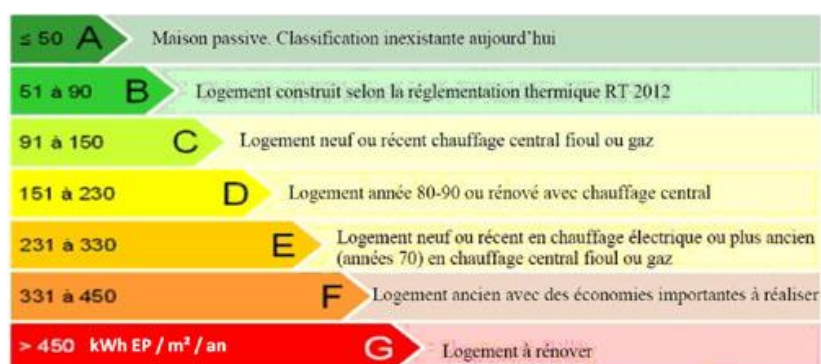 ≤ 50 A Maison passive. Classification inexistante aujourd'hui
51 à 90 B Logement construit selon la réglementation thermique RT 2012
91 à 150 C Logement neuf ou récent chauffage central fioul ou gaz
151 à 230 D Logement année 80-90 ou rénové avec chauffage central
231 à 330 E Logement neuf ou récent en chauffage électrique ou plus ancien
(années 70) en chauffage central fioul ou gaz
331 à 450 F Logement ancien avec des économies importantes à réaliser
> 450 kWh EP / m² / an G Logement à rénover